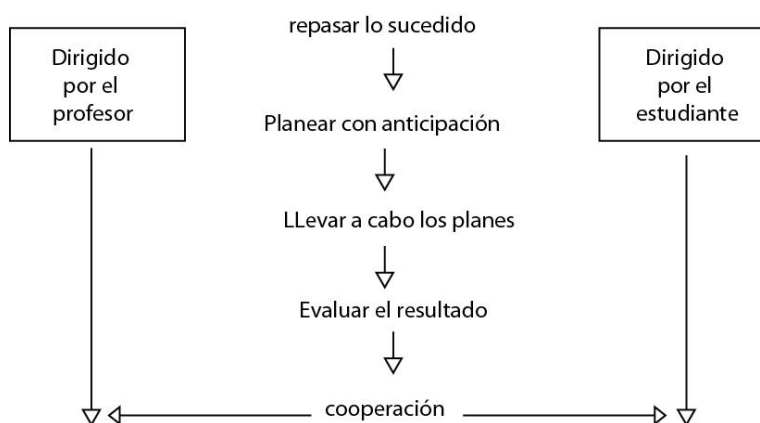 repasar lo sucedido
Dirigido
por el
profesor
Dirigido
por el
estudiante
Planear con anticipación
LLevar a cabo los planes
Evaluar el resultado
cooperación